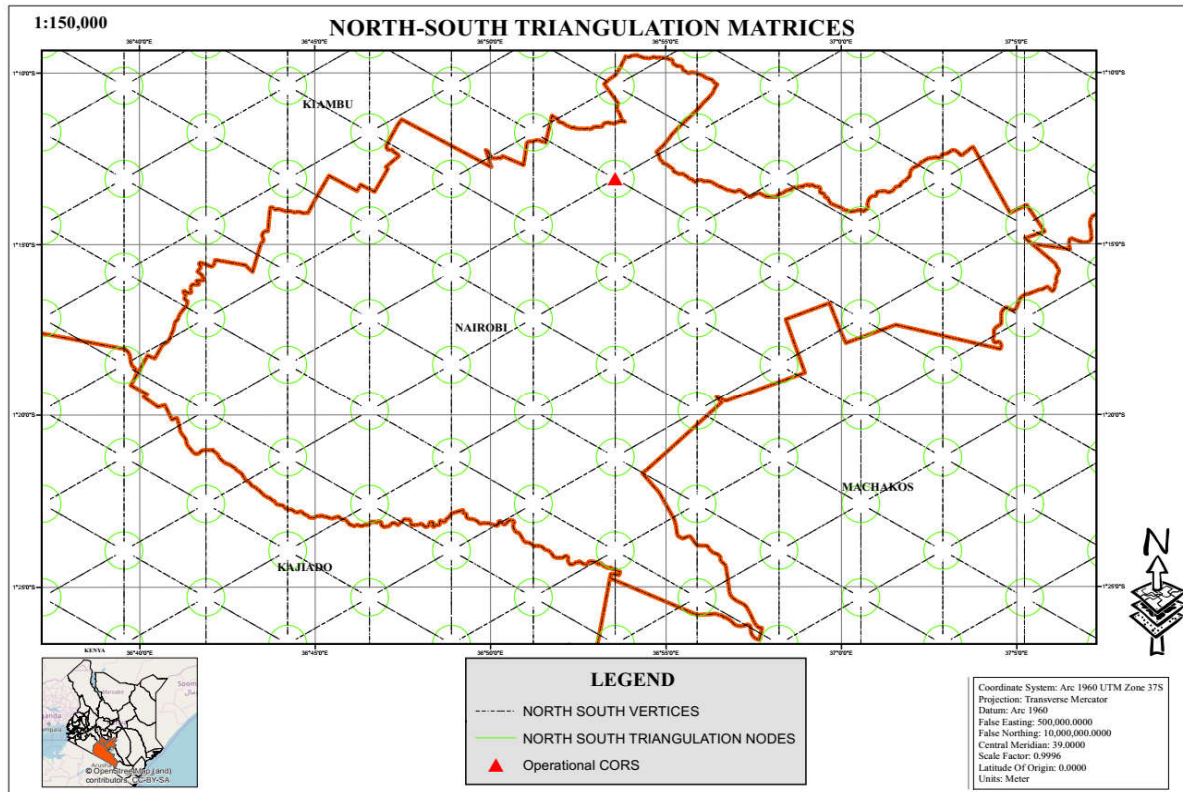 1:150,000
NORTH-SOUTH TRIANGULATION MATRICES
36°40'0"E 36°45'0"E 36°50'0"E 36°55'0"E 37°0'0"E 37°5'0"E
1°10'0"S 1°10'0"S
KIAMBU
1°15'0"S 1°15'0"S
NAIROBI
1°20'0"S 1°20'0"S
MACHAKOS
KAJIADO
1°25'0"S 1°25'0"S
N
36°40'0"E 36°45'0"E 36°50'0"E 36°55'0"E 37°0'0"E 37°5'0"E
KENYA
Soom
ganda
ampala
Arusha
© OpenStreetMap (and)
contributors, CC-BY-SA
LEGEND
NORTH SOUTH VERTICES
NORTH SOUTH TRIANGULATION NODES
Operational CORS
Coordinate System: Arc 1960 UTM Zone 37S
Projection: Transverse Mercator
Datum: Arc 1960
False Easting: 500,000.0000
False Northing: 10,000,000.0000
Central Meridian: 39.0000
Scale Factor: 0.9996
Latitude Of Origin: 0.0000
Units: Meter